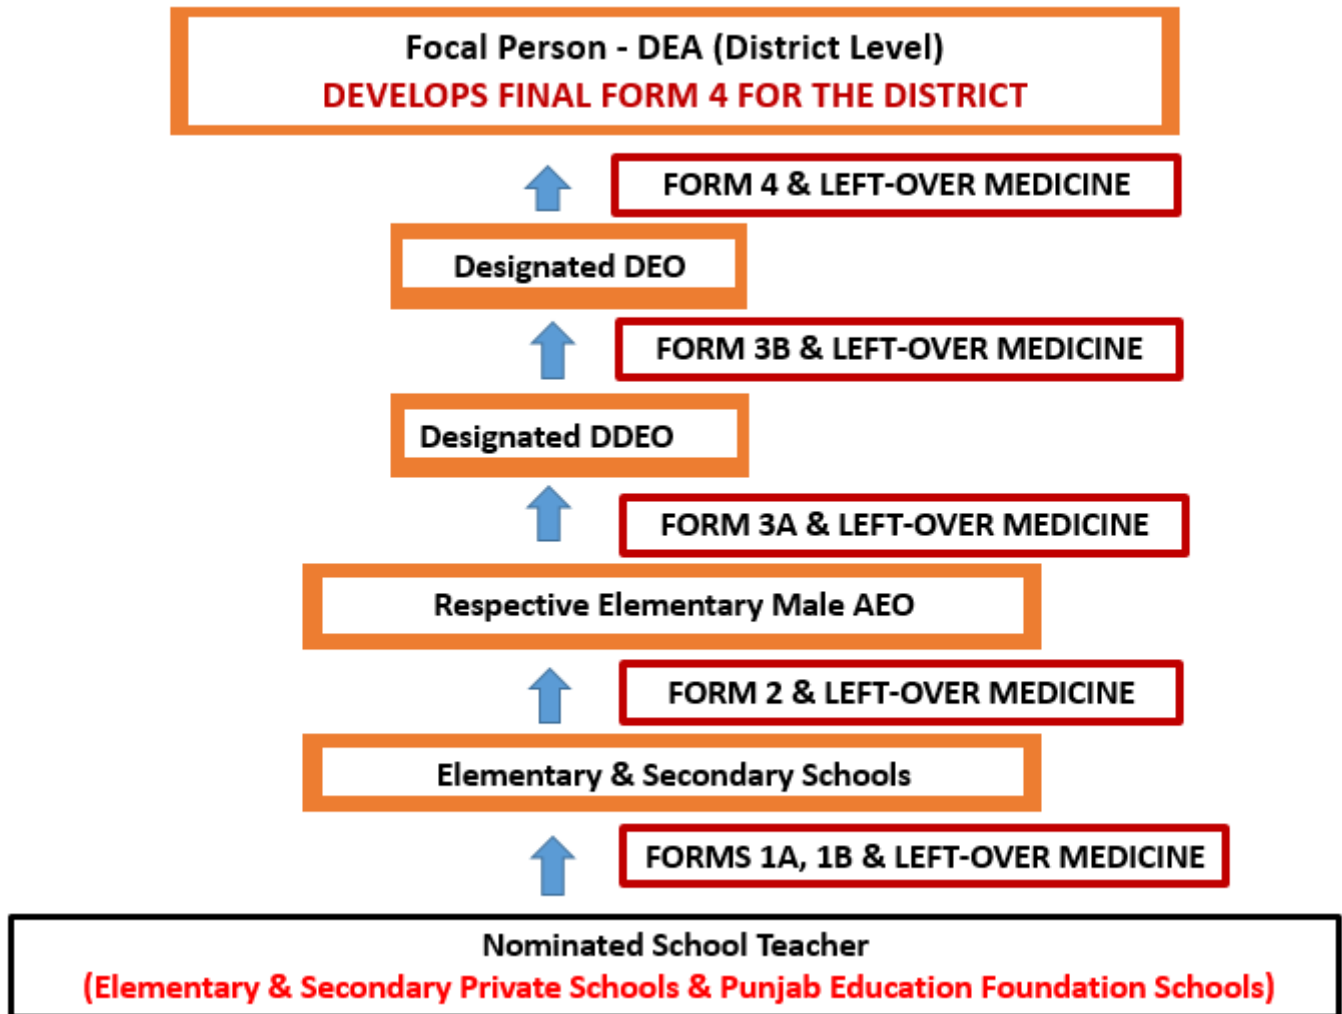 Focal Person - DEA (District Level)
DEVELOPS FINAL FORM 4 FOR THE DISTRICT
FORM 4 & LEFT-OVER MEDICINE
Designated DEO
FORM 3B & LEFT-OVER MEDICINE
Designated DDEO
FORM 3A & LEFT-OVER MEDICINE
Respective Elementary Male AEO
FORM 2 & LEFT-OVER MEDICINE
Elementary & Secondary Schools
FORMS 1A, 1B & LEFT-OVER MEDICINE
Nominated School Teacher
(Elementary & Secondary Private Schools & Punjab Education Foundation Schools)